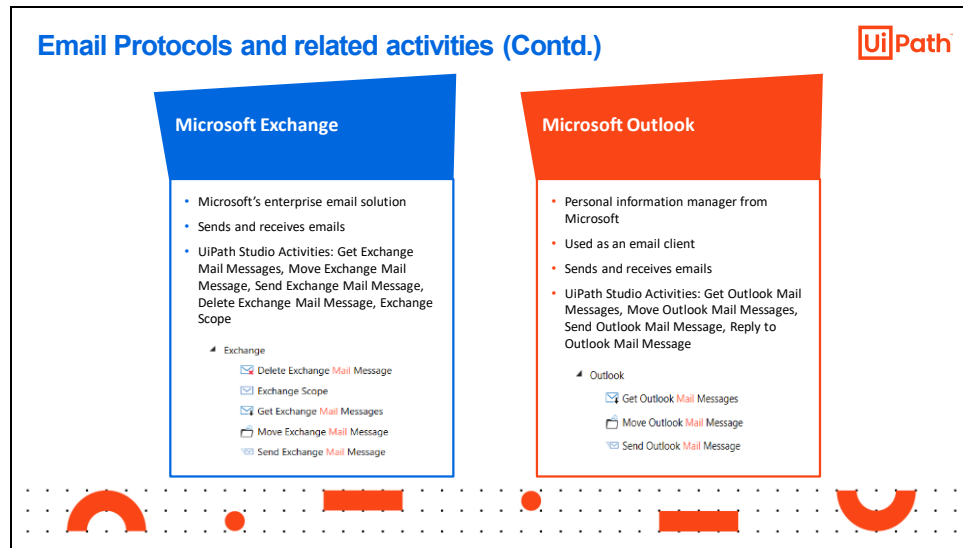 Email Protocols and related activities (Contd.)
UiPath
Microsoft Exchange
• Microsoft's enterprise email solution
• Sends and receives emails
• UiPath Studio Activities: Get Exchange
Mail Messages, Move Exchange Mail
Message, Send Exchange Mail Message,
Delete Exchange Mail Message, Exchange
Scope
Exchange
Delete Exchange Mail Message
Exchange Scope
Get Exchange Mail Messages
Move Exchange Mail Message
Send Exchange Mail Message
Microsoft Outlook
• Personal information manager from
Microsoft
• Used as an email client
• Sends and receives emails
• UiPath Studio Activities: Get Outlook Mail
Messages, Move Outlook Mail Messages,
Send Outlook Mail Message, Reply to
Outlook Mail Message
Outlook
Get Outlook Mail Messages
Move Outlook Mail Message
Send Outlook Mail Message